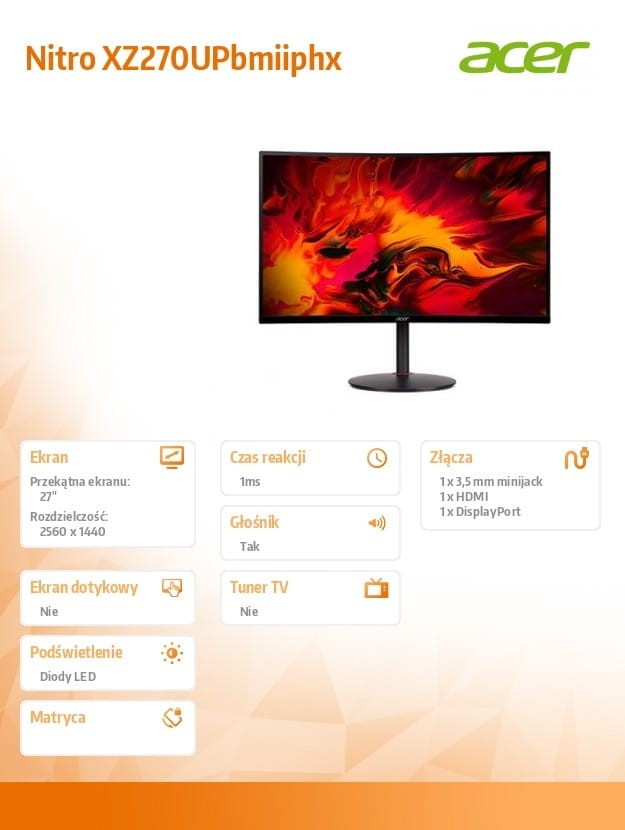 Nitro XZ270UPbmiiphx
acer
acer
Ekran
Przekątna ekranu:
27"
Rozdzielczość:
2560 x 1440
Czas reakcji
1ms
Głośnik
Tak
Złącza
1 x 3,5 mm minijack
1 x HDMI
1 x DisplayPort
Ekran dotykowy
Nie
Tuner TV
Nie
Podświetlenie
Diody LED
Matryca